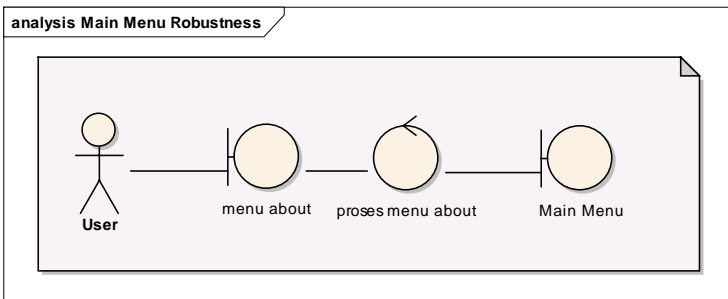 analysis Main Menu Robustness
User
menu about
proses menu about
Main Menu